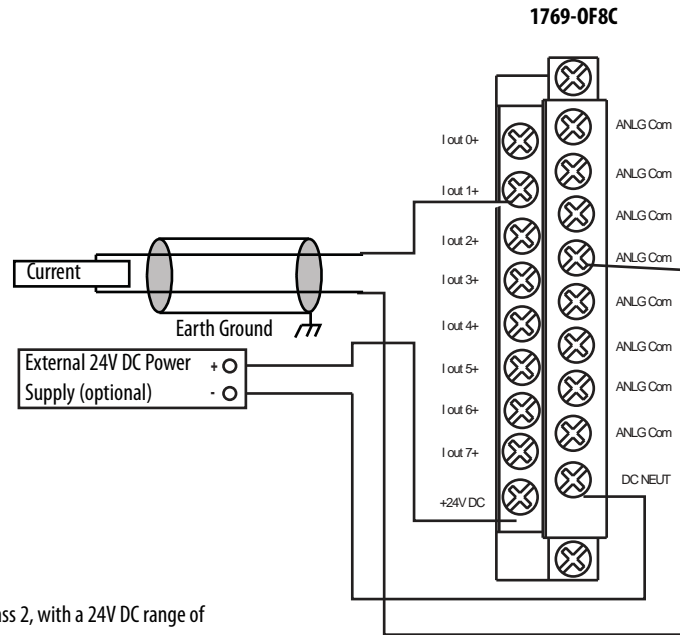 1769-OF8C
ANLG Com
I out 0+
ANLG Com
I out 1+
ANLG Com
I out 2+
ANLG Com
Current
I out 3+
ANLG Com
Earth Ground
I out 4+
ANLG Com
External 24V DC Power +
I out 5+
ANLG Com
Supply (optional) -
I out 6+
ANLG Com
I out 7+
DC NEUT
+24V DC
ass 2, with a 24V DC range of